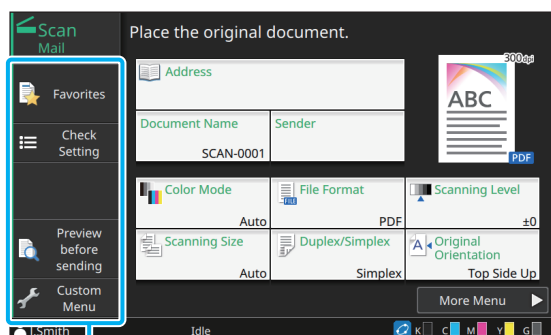 Scan
Mail
Place the original document.
Favorites
Check
Setting
Preview
before
sending
Custom
Menu
Address
Document Name
SCAN-0001
Sender
300dpi
ABC
PDF
Color Mode
Auto
File Format
FILE
PDF
Scanning Level
±0
Scanning Size
Auto
Duplex/Simplex
Simplex
A
Original
Orientation
Top Side Up
More Menu
J.Smith
Idle
K
C
M
Y
G